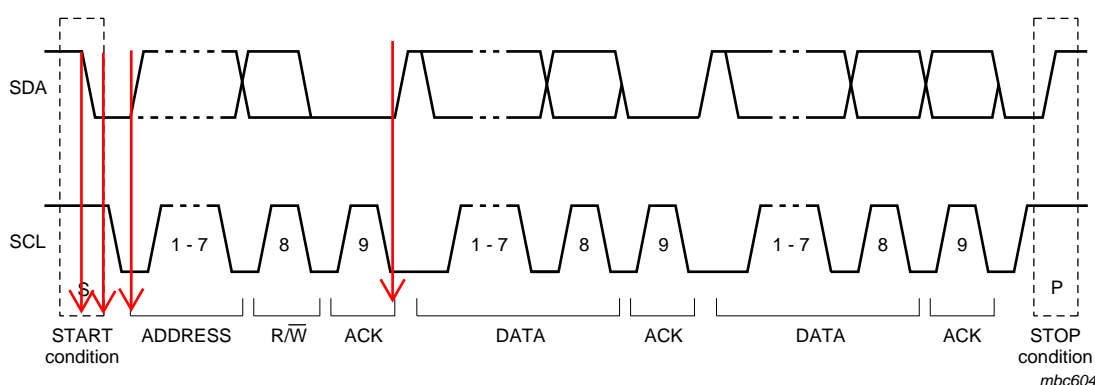 SDA
SCL
1 - 7
8
9
1 - 7
8
9
1 - 7
8
9
S
P
START
condition
ADDRESS
R/W̅
ACK
DATA
ACK
DATA
ACK
STOP
condition
mbc604